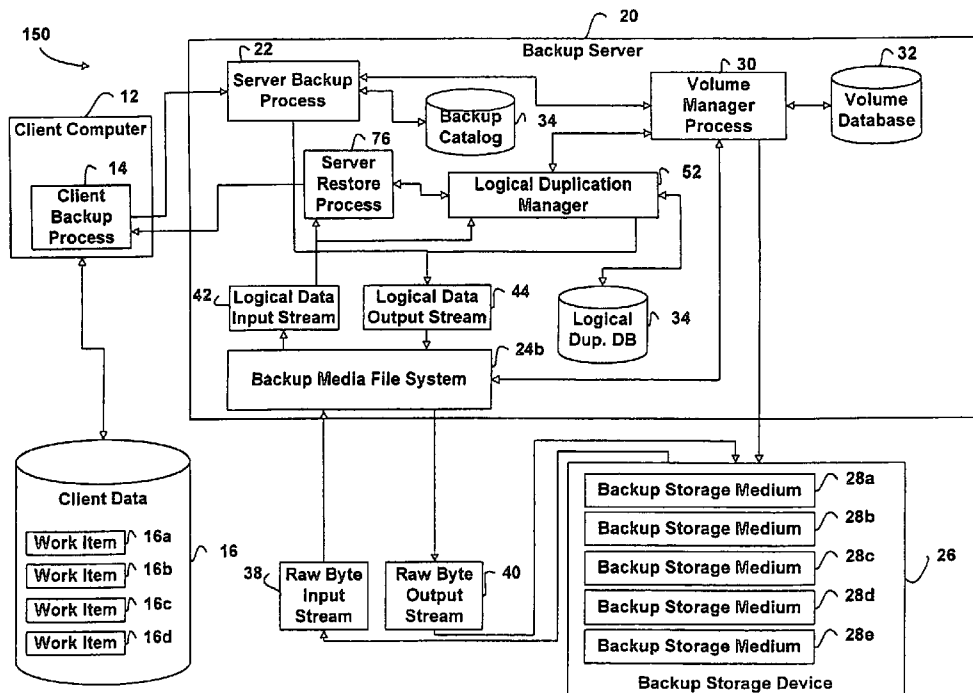 150
20
Backup Server
22
Server Backup
Process
30
Volume
Manager
Process
32
Volume
Database
12
Client Computer
14
Client
Backup
Process
Backup
Catalog
34
76
Server
Restore
Process
52
Logical Duplication
Manager
42
Logical Data
Input Stream
Logical Data
Output Stream
44
Logical
Dup. DB
34
24b
Backup Media File System
Client Data
Work Item
16a
Work Item
16b
Work Item
16c
Work Item
16d
16
38
Raw Byte
Input
Stream
Raw Byte
Output
Stream
40
Backup Storage Medium
28a
Backup Storage Medium
28b
Backup Storage Medium
28c
Backup Storage Medium
28d
Backup Storage Medium
28e
26
Backup Storage Device